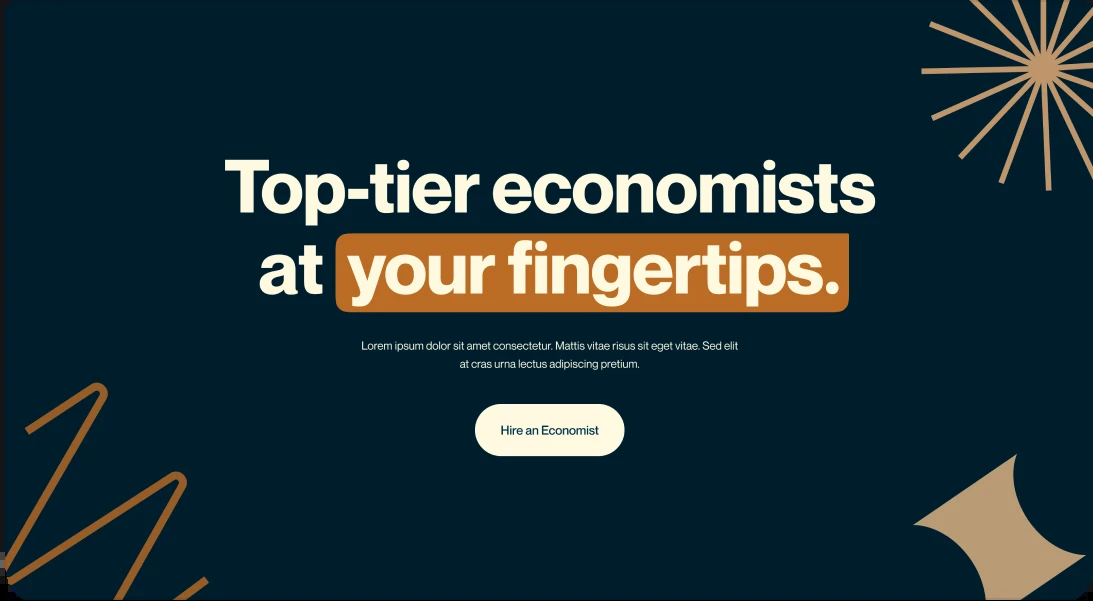 Top-tier economists
at your fingertips.
Lorem ipsum dolor sit amet consectetur. Mattis vitae risus sit eget vitae. Sed elit
at cras urna lectus adipiscing pretium.
Hire an Economist